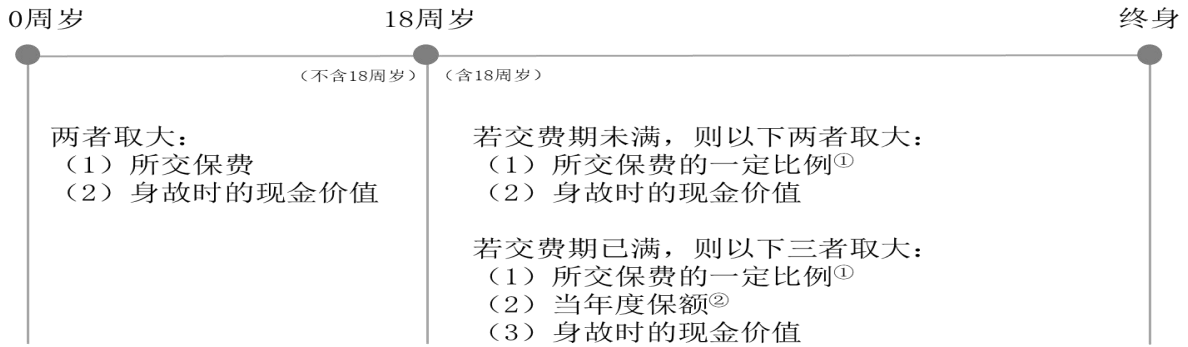 0周岁
18周岁
终身
（不含18周岁）
（含18周岁）
两者取大：
（1）所交保费
（2）身故时的现金价值
若交费期未满，则以下两者取大：
（1）所交保费的一定比例①
（2）身故时的现金价值
若交费期已满，则以下三者取大：
（1）所交保费的一定比例①
（2）当年度保额②
（3）身故时的现金价值